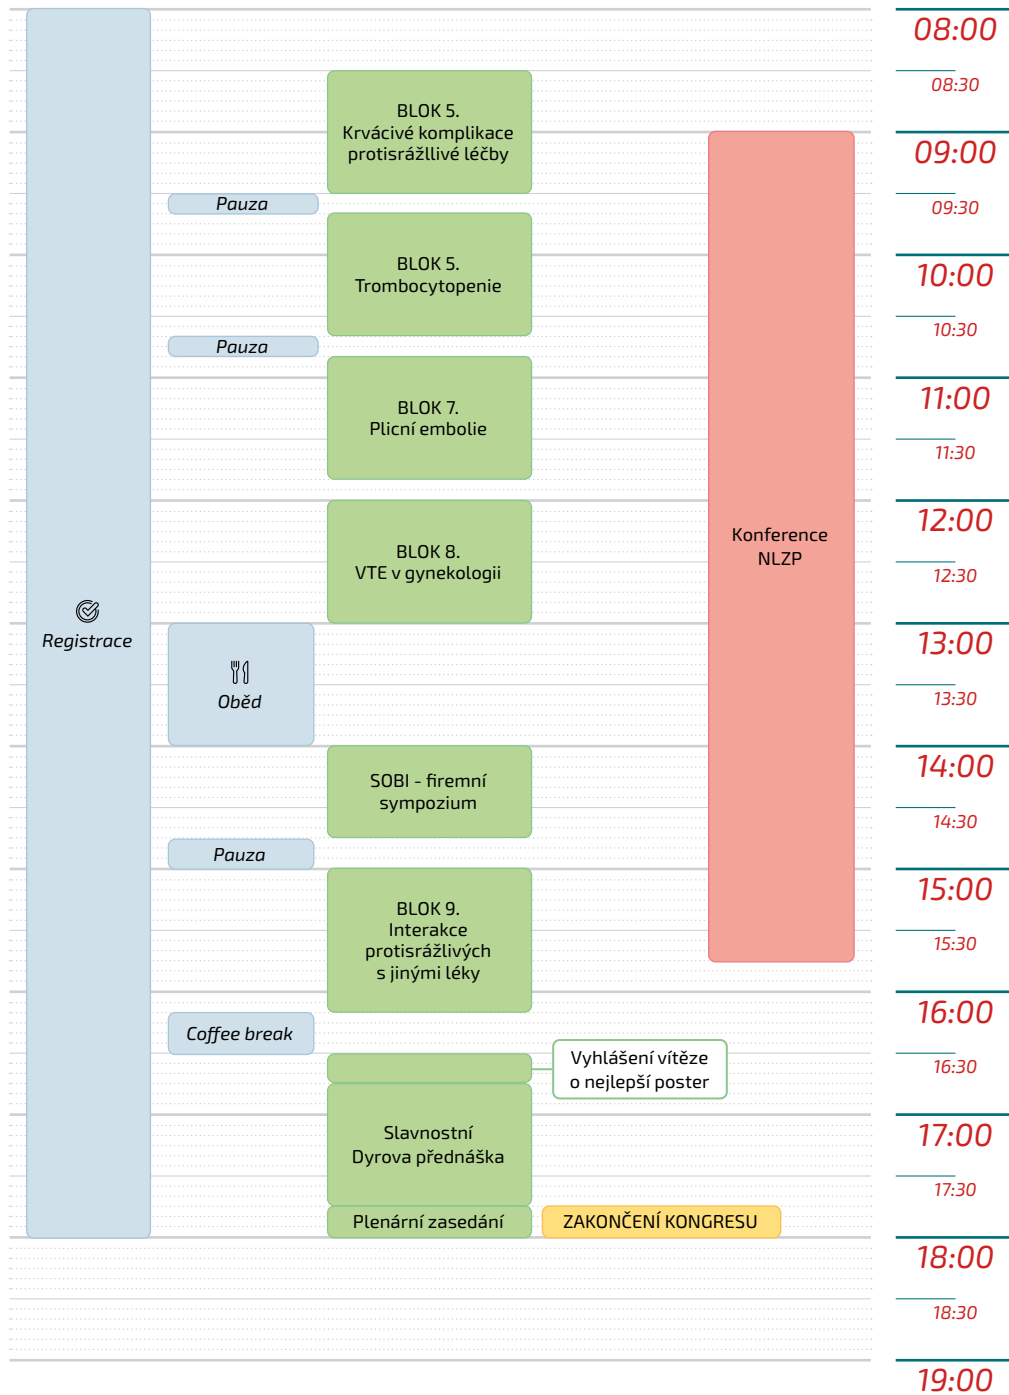 08:00
08:30
BLOK 5.
Krvácivé komplikace
protisrážllivé léčby
09:00
Pauza
09:30
BLOK 5.
Trombocytopenie
10:00
Pauza
10:30
11:00
BLOK 7.
Plicní embolie
11:30
12:00
Konference
NLZP
BLOK 8.
VTE v gynekologii
12:30
Registrace
13:00
Oběd
13:30
14:00
SOBI - firemní
sympozium
14:30
Pauza
15:00
BLOK 9.
Interakce
protisrážlivých
s jinými léky
15:30
16:00
Coffee break
16:30
Vyhlášení vítěze
o nejlepší poster
17:00
Slavnostní
Dyrova přednáška
17:30
Plenární zasedání
ZAKONČENÍ KONGRESU
18:00
18:30
19:00